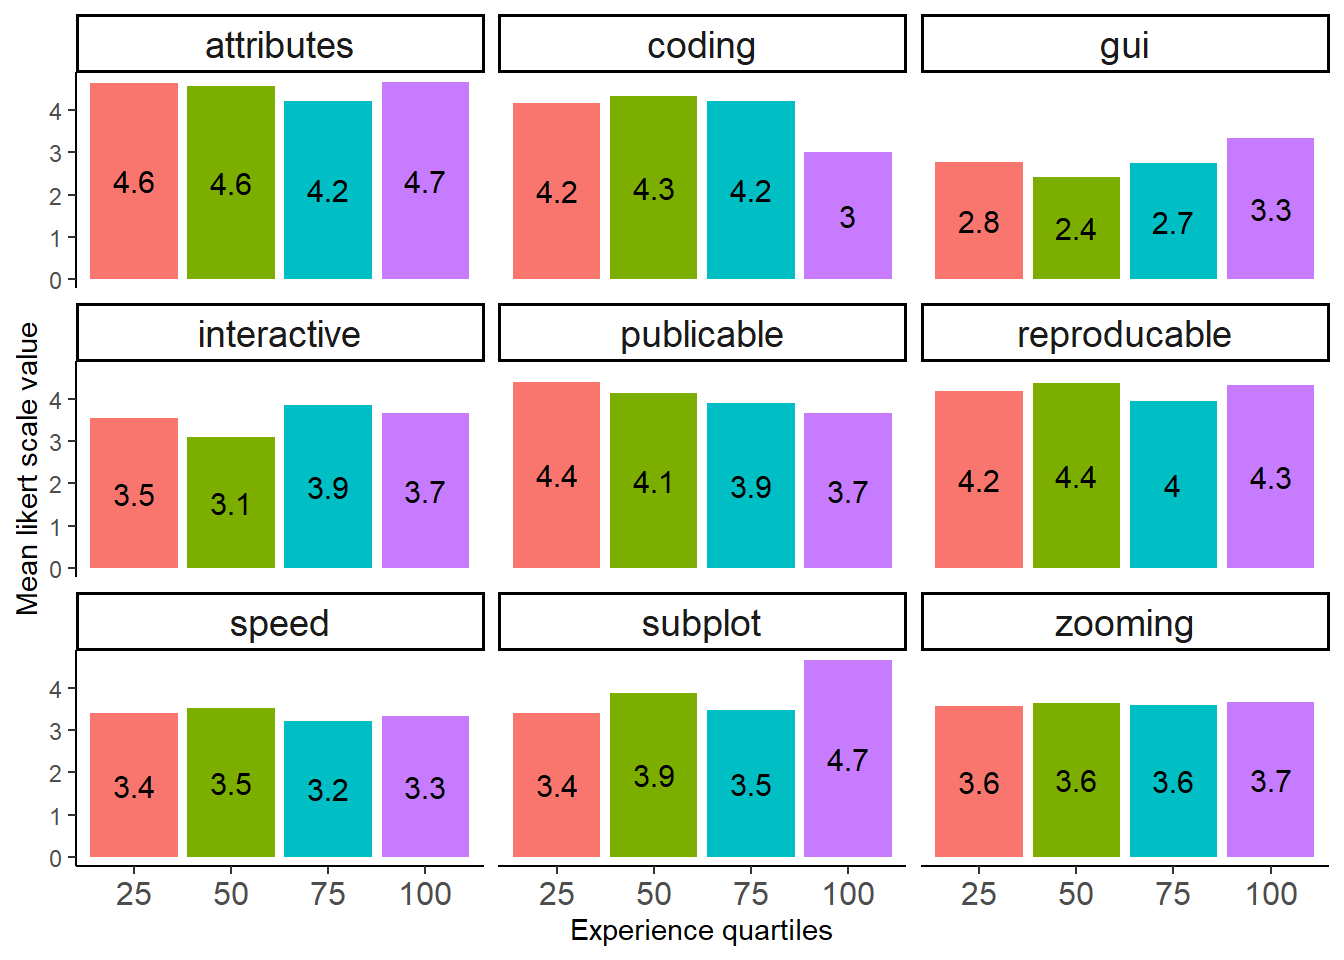 attributes coding gui
4
3
2
1
0
4.6 4.6 4.2 4.7
4.2 4.3 4.2 3
2.8 2.4 2.7 3.3
interactive publicable reproducable
Mean likert scale value
4
3
2
1
0
3.5 3.1 3.9 3.7
4.4 4.1 3.9 3.7
4.2 4.4 4 4.3
speed subplot zooming
4
3
2
1
0
3.4 3.5 3.2 3.3
3.4 3.9 3.5 4.7
3.6 3.6 3.6 3.7
25 50 75 100 25 50 75 100 25 50 75 100
Experience quartiles